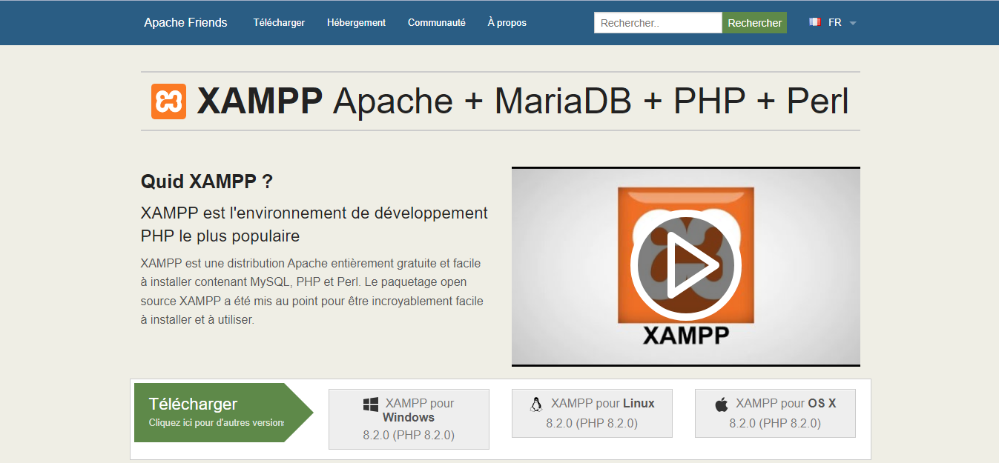 Apache Friends Télécharger Hébergement Communauté À propos Rechercher.. Rechercher FR
XAMPP Apache + MariaDB + PHP + Perl
Quid XAMPP ?
XAMPP est l'environnement de développement
PHP le plus populaire
XAMPP est une distribution Apache entièrement gratuite et facile
à installer contenant MySQL, PHP et Perl. Le paquetage open
source XAMPP a été mis au point pour être incroyablement facile
à installer et à utiliser.
XAMPP
Télécharger
Cliquez ici pour d'autres versions
XAMPP pour
Windows
8.2.0 (PHP 8.2.0)
XAMPP pour Linux
8.2.0 (PHP 8.2.0)
XAMPP pour OS X
8.2.0 (PHP 8.2.0)